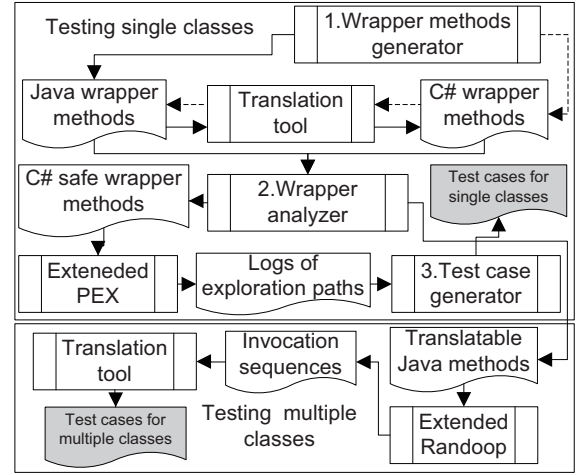 Testing single classes
1.Wrapper methods
generator
Java wrapper
methods
Translation
tool
C# wrapper
methods
C# safe wrapper
methods
2.Wrapper
analyzer
Test cases for
single classes
Exteneded
PEX
Logs of
exploration paths
3.Test case
generator
Translation
tool
Invocation
sequences
Translatable
Java methods
Test cases for
multiple classes
Testing multiple
classes
Extended
Randoop